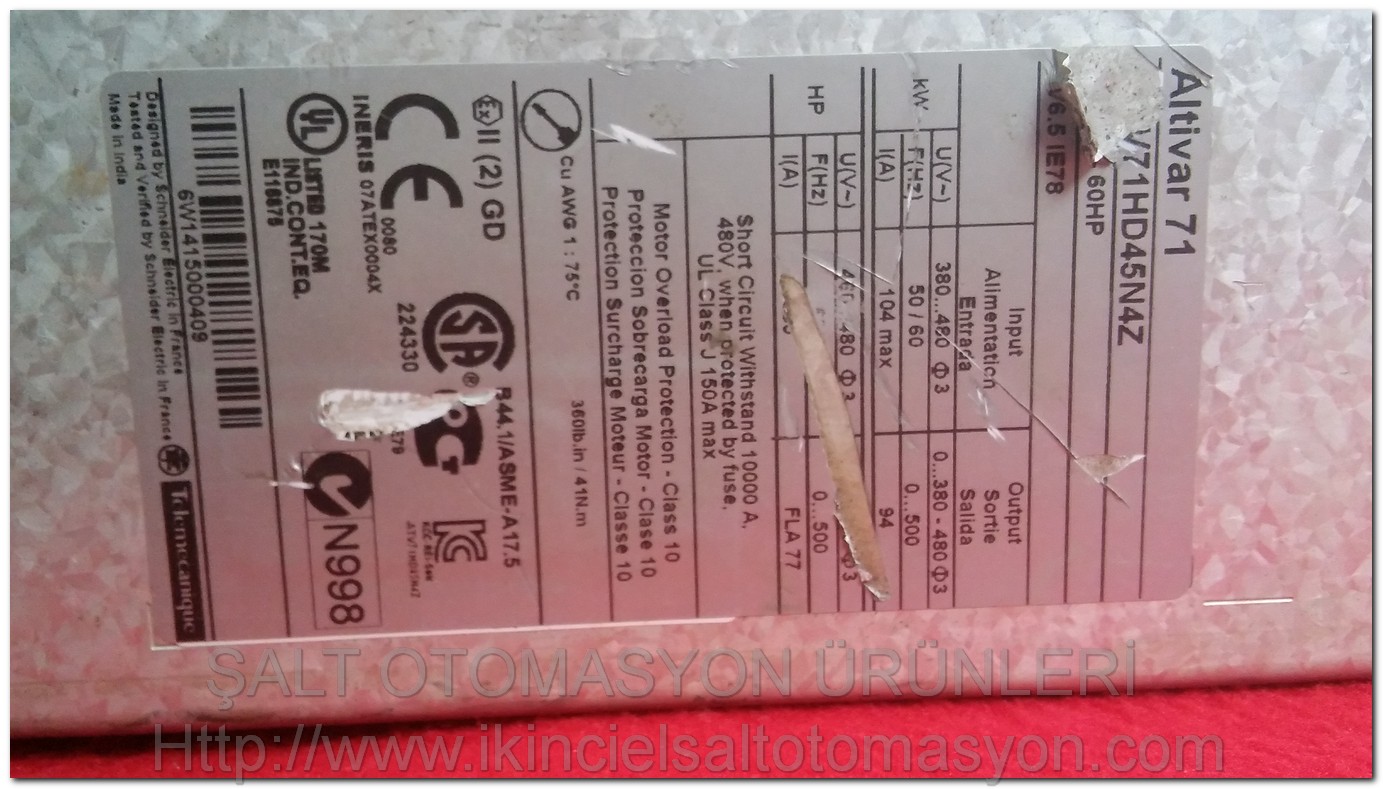 Altivar 71
V71HD45N4Z
60HP
V6.5 IE78
Input Output
Alimentation Sortie
Entrada Salida
kW U(V~) 380...480 Φ3 0...380 - 480 Φ3
F(Hz) 50 / 60 0...500
I(A) 104 max 94
HP U(V~) 480 Φ3 Φ3
F(Hz) 0...500
I(A) FLA 77
Short Circuit Withstand 10000 A,
480V, when protected by fuse,
UL Class J 150A max
Motor Overload Protection - Class 10
Proteccion Sobrecarga Motor - Clase 10
Protection Surcharge Moteur - Classe 10
Cu AWG 1 : 75°C 360lb.in / 41N.m
Ex II (2) GD
B44.1/ASME-A17.5
CE 0080
INERIS 07ATEX0004X
SA ®
224330
UL LISTED 170M
IND.CONT.EQ.
E116875
N998
6W1415000409
Designed by Schneider Electric in France
Tested and Verified by Schneider Electric in France
Made in India
Telemecanique
ŞALT OTOMASYON ÜRÜNLERİ
Http://www.ikincielsaltotomasyon.com